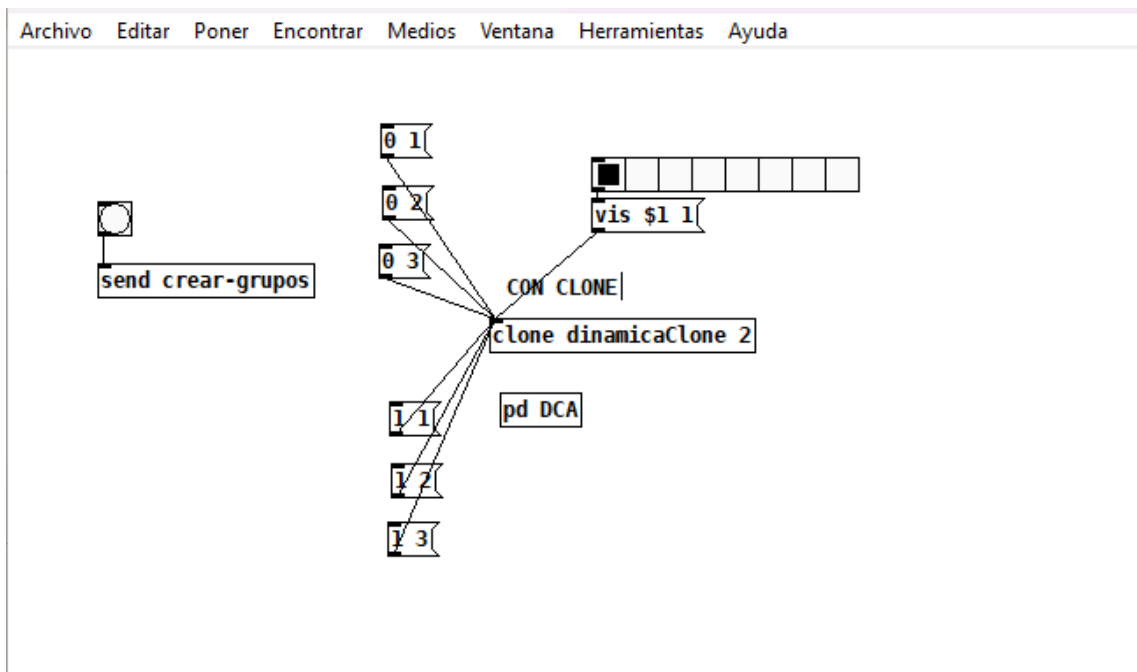 Archivo Editar Poner Encontrar Medios Ventana Herramientas Ayuda
0 1
0 2
vis $1 1
0 3
send crear-grupos
CON CLONE
clone dinamicaClone 2
1 1
pd DCA
1 2
1 3